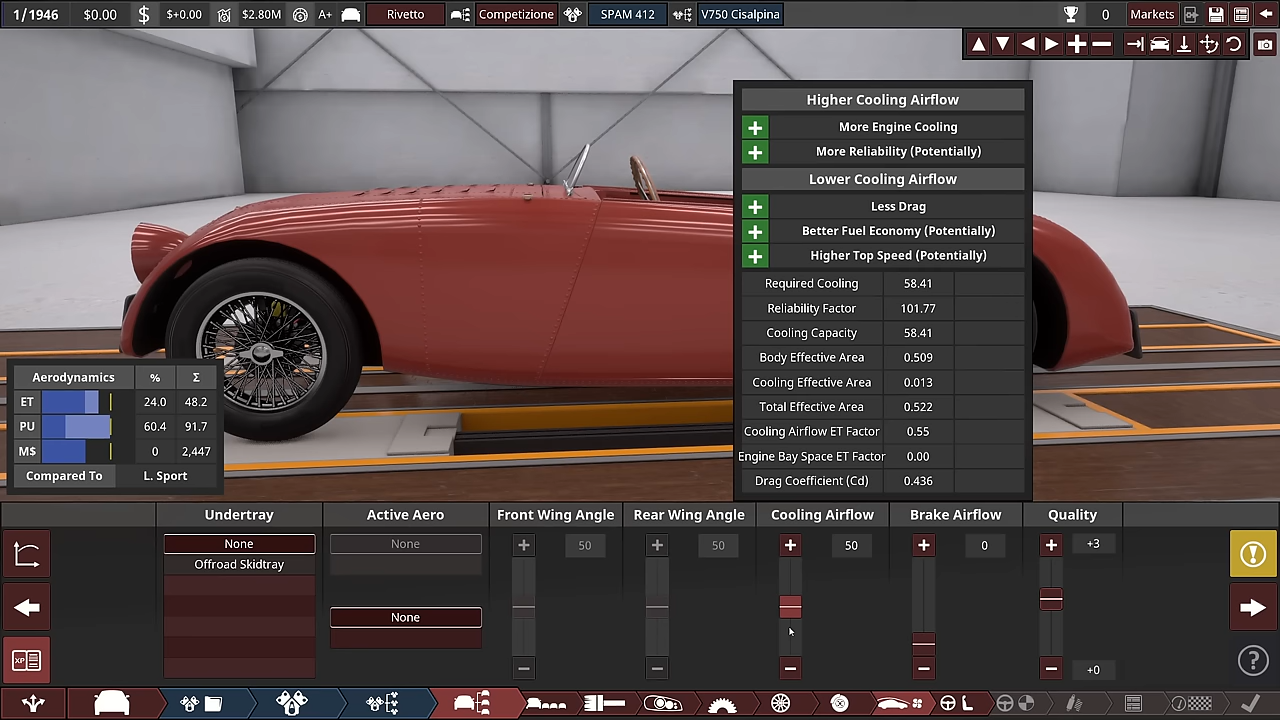 1/1946 $0.00 $ $+0.00 $2.80M A+ Rivetto Competizione SPAM 412 V750 Cisalpina 0 Markets
Higher Cooling Airflow
More Engine Cooling
More Reliability (Potentially)
Lower Cooling Airflow
Less Drag
Better Fuel Economy (Potentially)
Higher Top Speed (Potentially)
Required Cooling 58.41
Reliability Factor 101.77
Cooling Capacity 58.41
Body Effective Area 0.509
Cooling Effective Area 0.013
Total Effective Area 0.522
Cooling Airflow ET Factor 0.55
Engine Bay Space ET Factor 0.00
Drag Coefficient (Cd) 0.436
Aerodynamics % Σ
ET 24.0 48.2
PU 60.4 91.7
M$ 0 2,447
Compared To L. Sport
Undertray Active Aero Front Wing Angle Rear Wing Angle Cooling Airflow Brake Airflow Quality
None None 50 50 50 0 +3
Offroad Skidtray
None
XP +0 ?